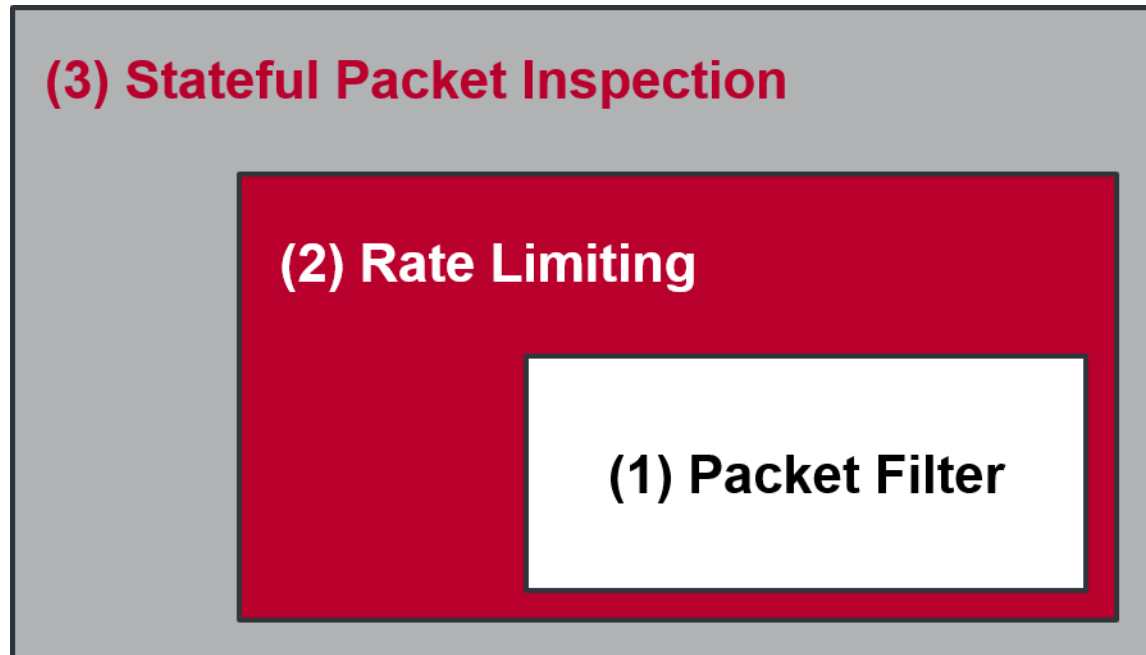 (3) Stateful Packet Inspection
(2) Rate Limiting
(1) Packet Filter